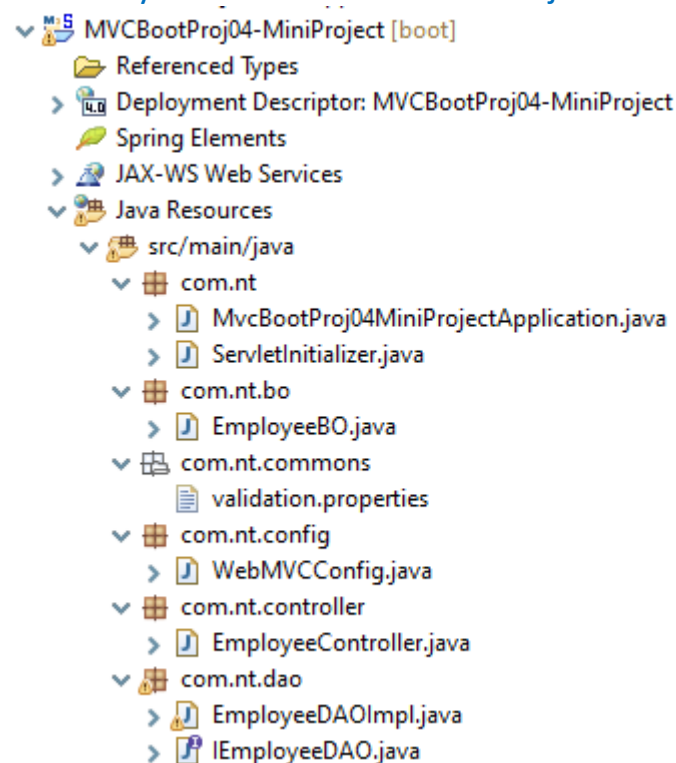 MVCBootProj04-MiniProject [boot]
Referenced Types
Deployment Descriptor: MVCBootProj04-MiniProject
Spring Elements
JAX-WS Web Services
Java Resources
src/main/java
com.nt
MvcBootProj04MiniProjectApplication.java
ServletInitializer.java
com.nt.bo
EmployeeBO.java
com.nt.commons
validation.properties
com.nt.config
WebMVCConfig.java
com.nt.controller
EmployeeController.java
com.nt.dao
EmployeeDAOImpl.java
IEmployeeDAO.java